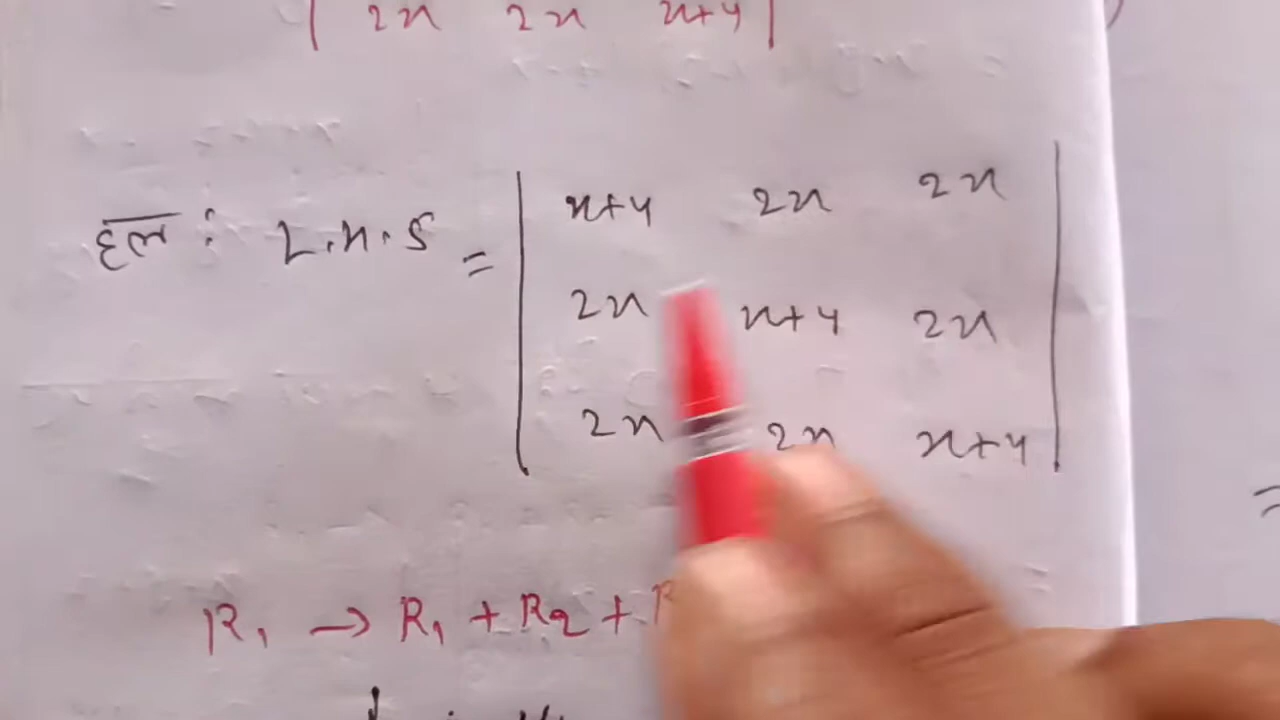 | 2x 2x x+4 |
हल : L.H.S = | x+4 2x 2x |
| 2x x+4 2x |
| 2x 2x x+4 |
R₁ → R₁ + R₂ +